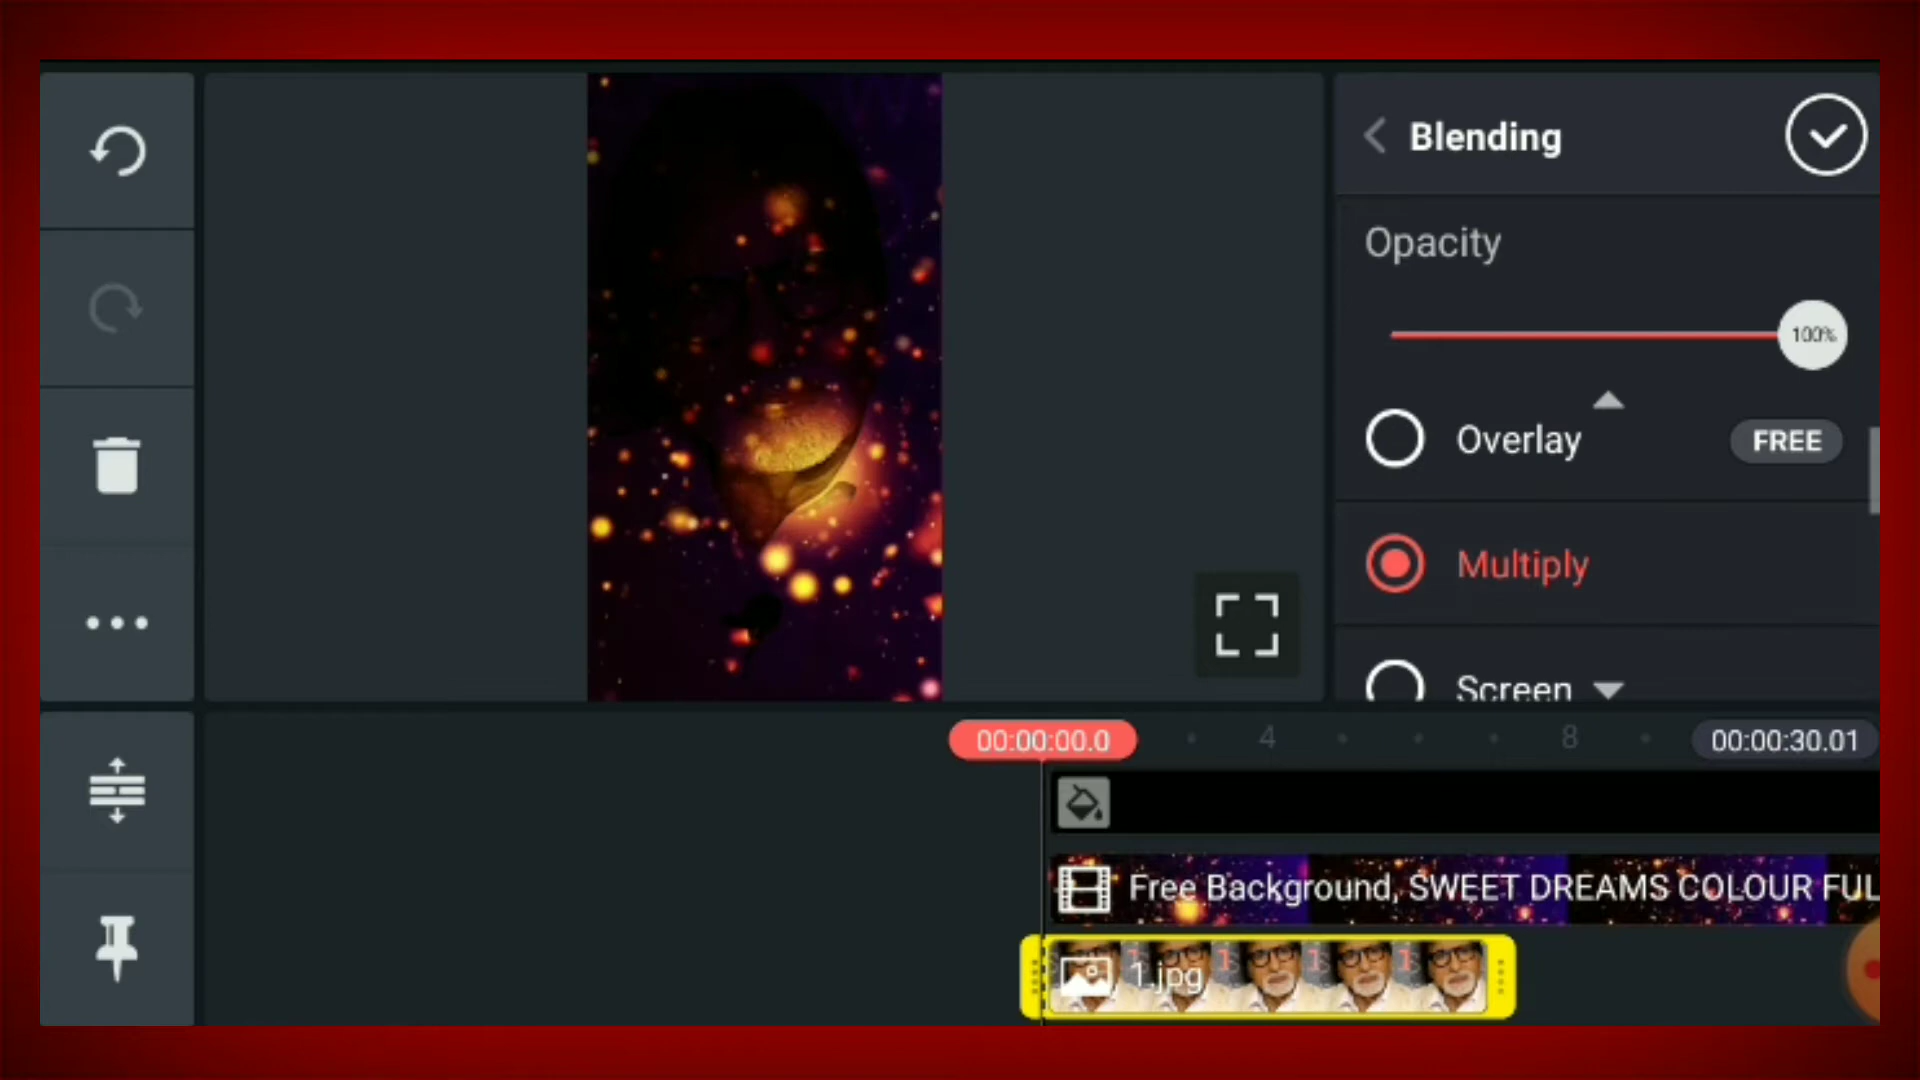 Blending
Opacity
100%
Overlay
FREE
Multiply
Screen
00:00:00.0
4
8
00:00:30.01
Free Background, SWEET DREAMS COLOUR FUL
1.jpg